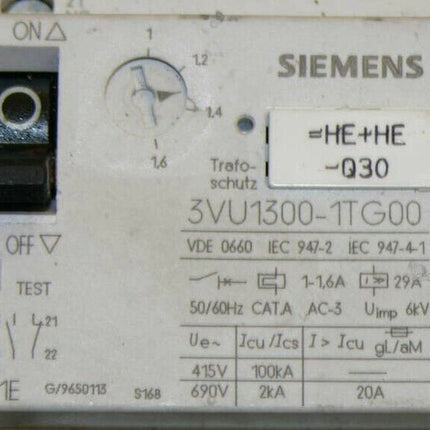 21
ON △
1
1,2
1,4
1,6
SIEMENS
=HE+HE
-Q30
Trafo-
schutz
3VU1300-1TG00
OFF ▽
VDE 0660 IEC 947-2 IEC 947-4-1
TEST
1-1,6A I> 29A
50/60Hz CAT.A AC-3 Uimp 6kV
21
22
Ue~ Icu/Ics I > Icu gL/aM
415V 100kA —
690V 2kA 20A
1E G/9650113 S168